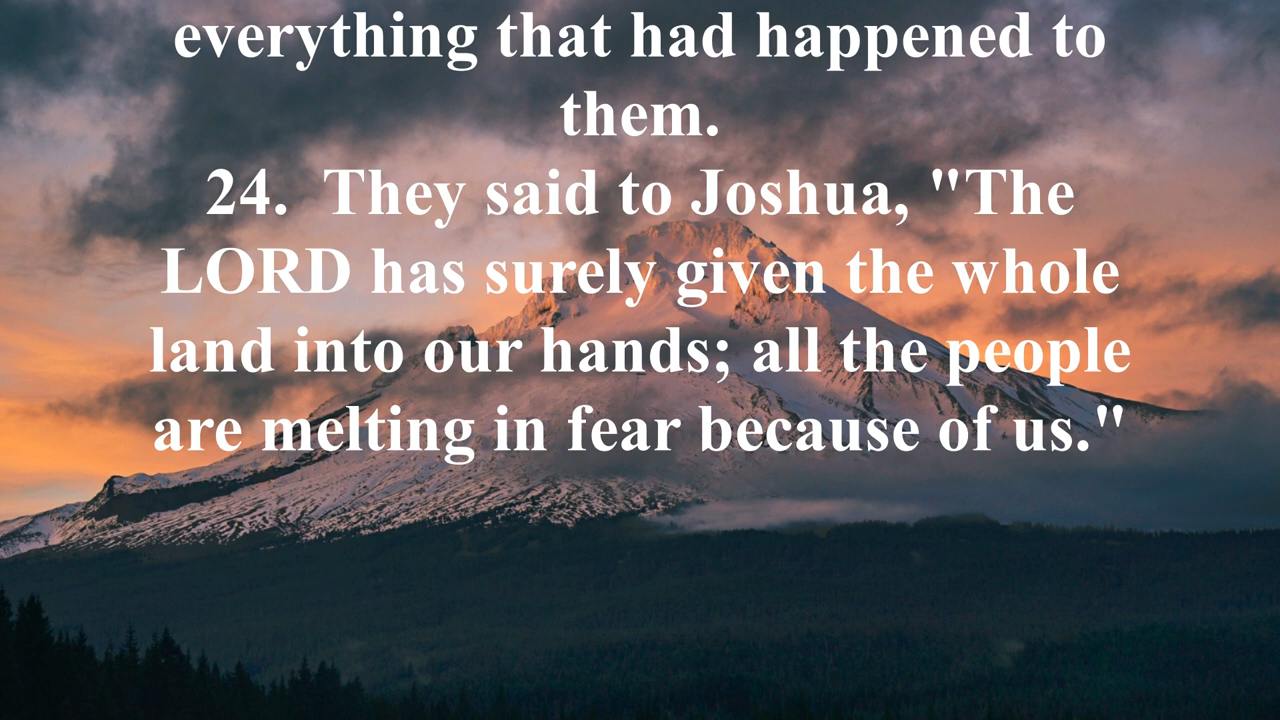 everything that had happened to
them.
24.  They said to Joshua, "The
LORD has surely given the whole
land into our hands; all the people
are melting in fear because of us."